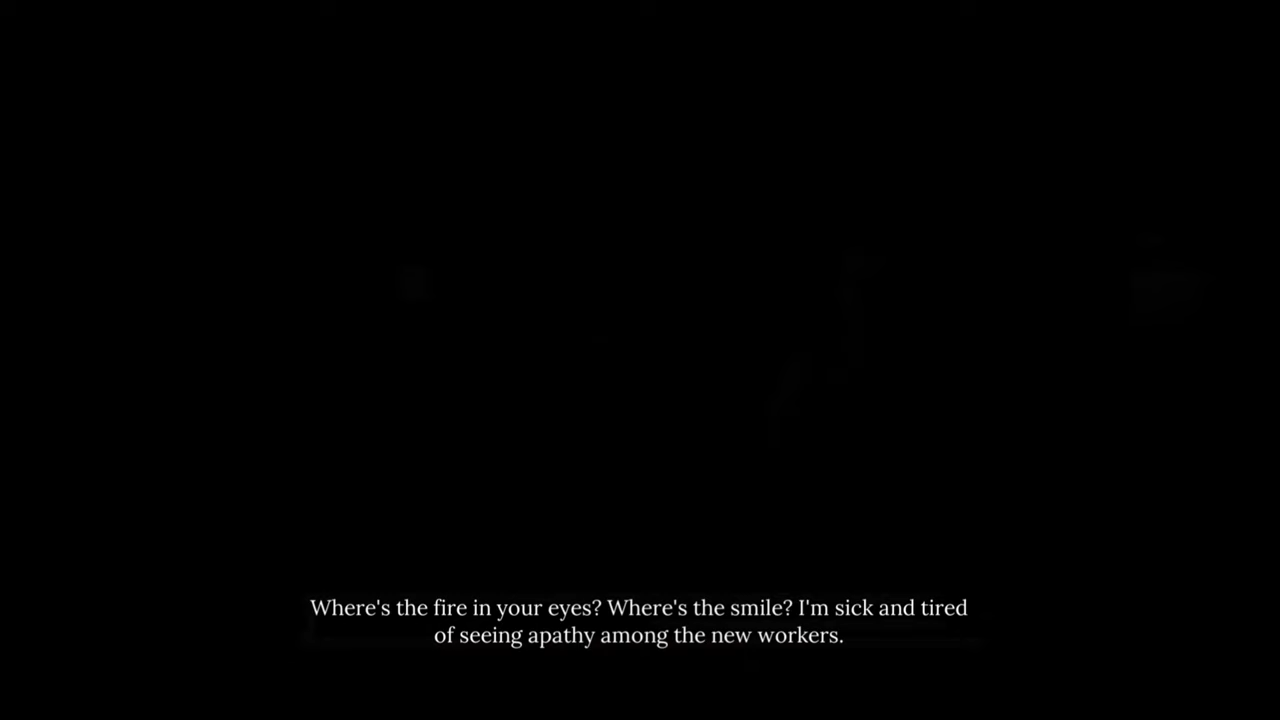 Where's the fire in your eyes? Where's the smile? I'm sick and tired
of seeing apathy among the new workers.